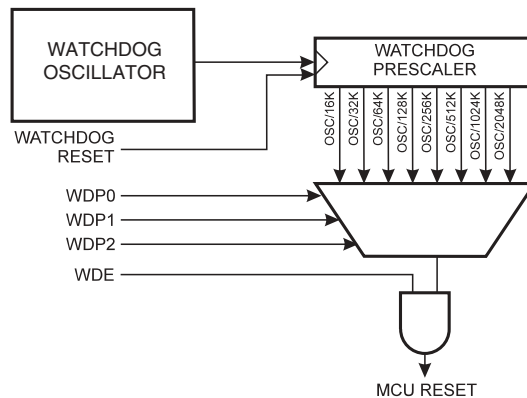 WATCHDOG
OSCILLATOR
WATCHDOG
PRESCALER
OSC/16K
OSC/32K
OSC/64K
OSC/128K
OSC/256K
OSC/512K
OSC/1024K
OSC/2048K
WATCHDOG
RESET
WDP0
WDP1
WDP2
WDE
MCU RESET